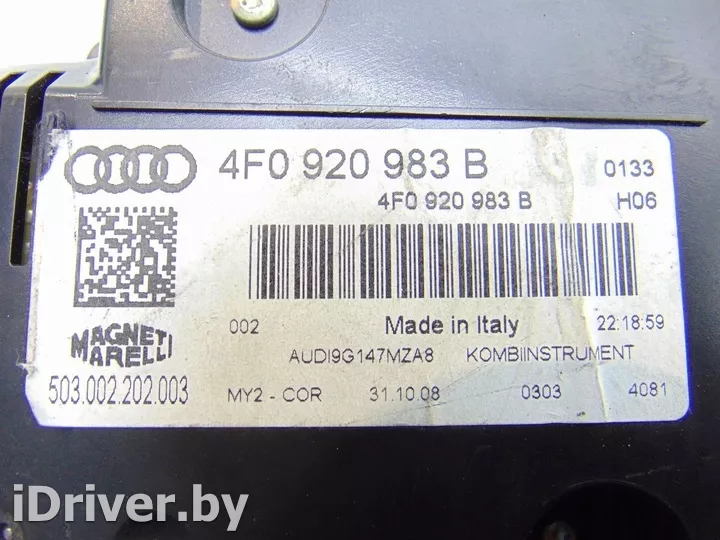 4F0 920 983 B 0133
4F0 920 983 B H06
002 Made in Italy 22:18:59
MAGNETI
MARELLI
AUDI9G147MZA8 KOMBIINSTRUMENT
503.002.202.003
MY2 - COR 31.10.08 0303 4081
iDriver.by